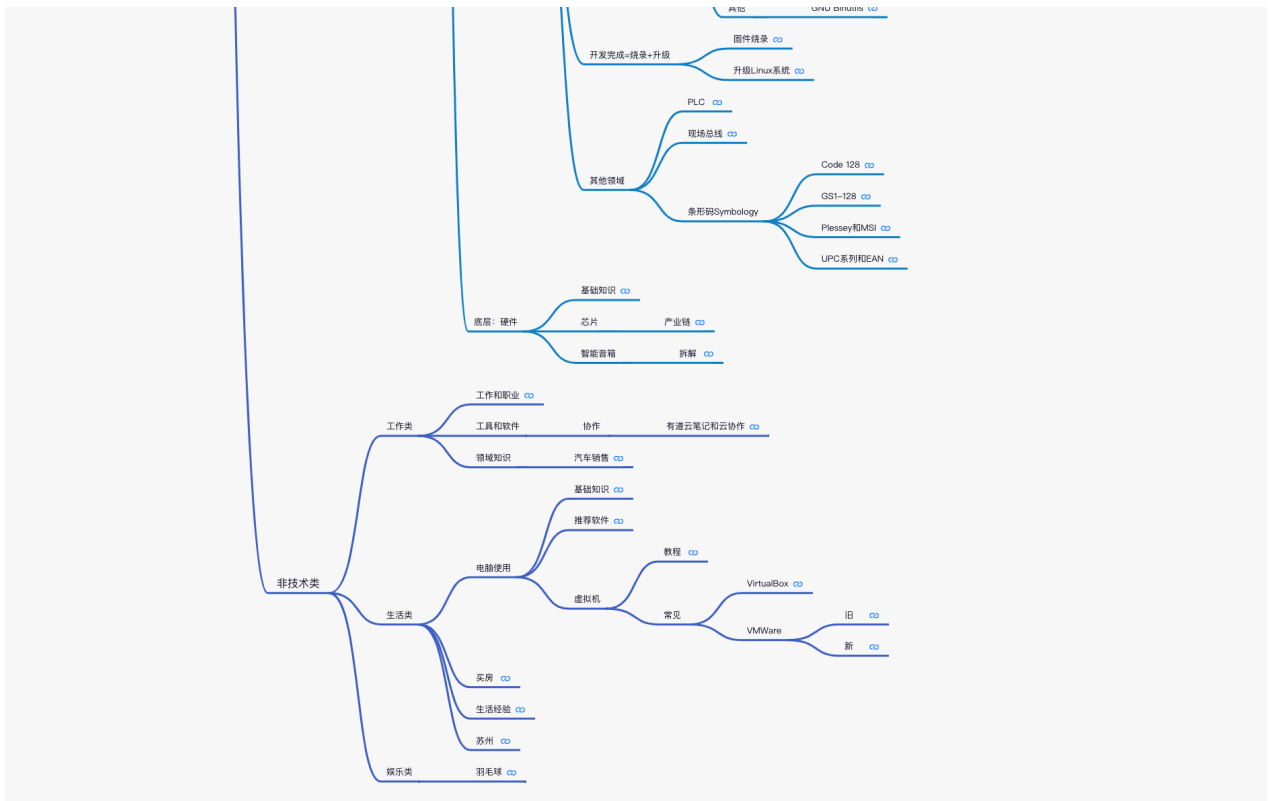 其他
GNU Binutils
开发完成=烧录+升级
固件烧录
升级Linux系统
其他领域
PLC
现场总线
条形码Symbology
Code 128
GS1-128
Plessey和MSI
UPC系列和EAN
底层：硬件
基础知识
芯片
产业链
智能音箱
拆解
非技术类
工作类
工作和职业
工具和软件
协作
有道云笔记和云协作
领域知识
汽车销售
生活类
电脑使用
基础知识
推荐软件
虚拟机
教程
常见
VirtualBox
VMWare
旧
新
买房
生活经验
苏州
娱乐类
羽毛球